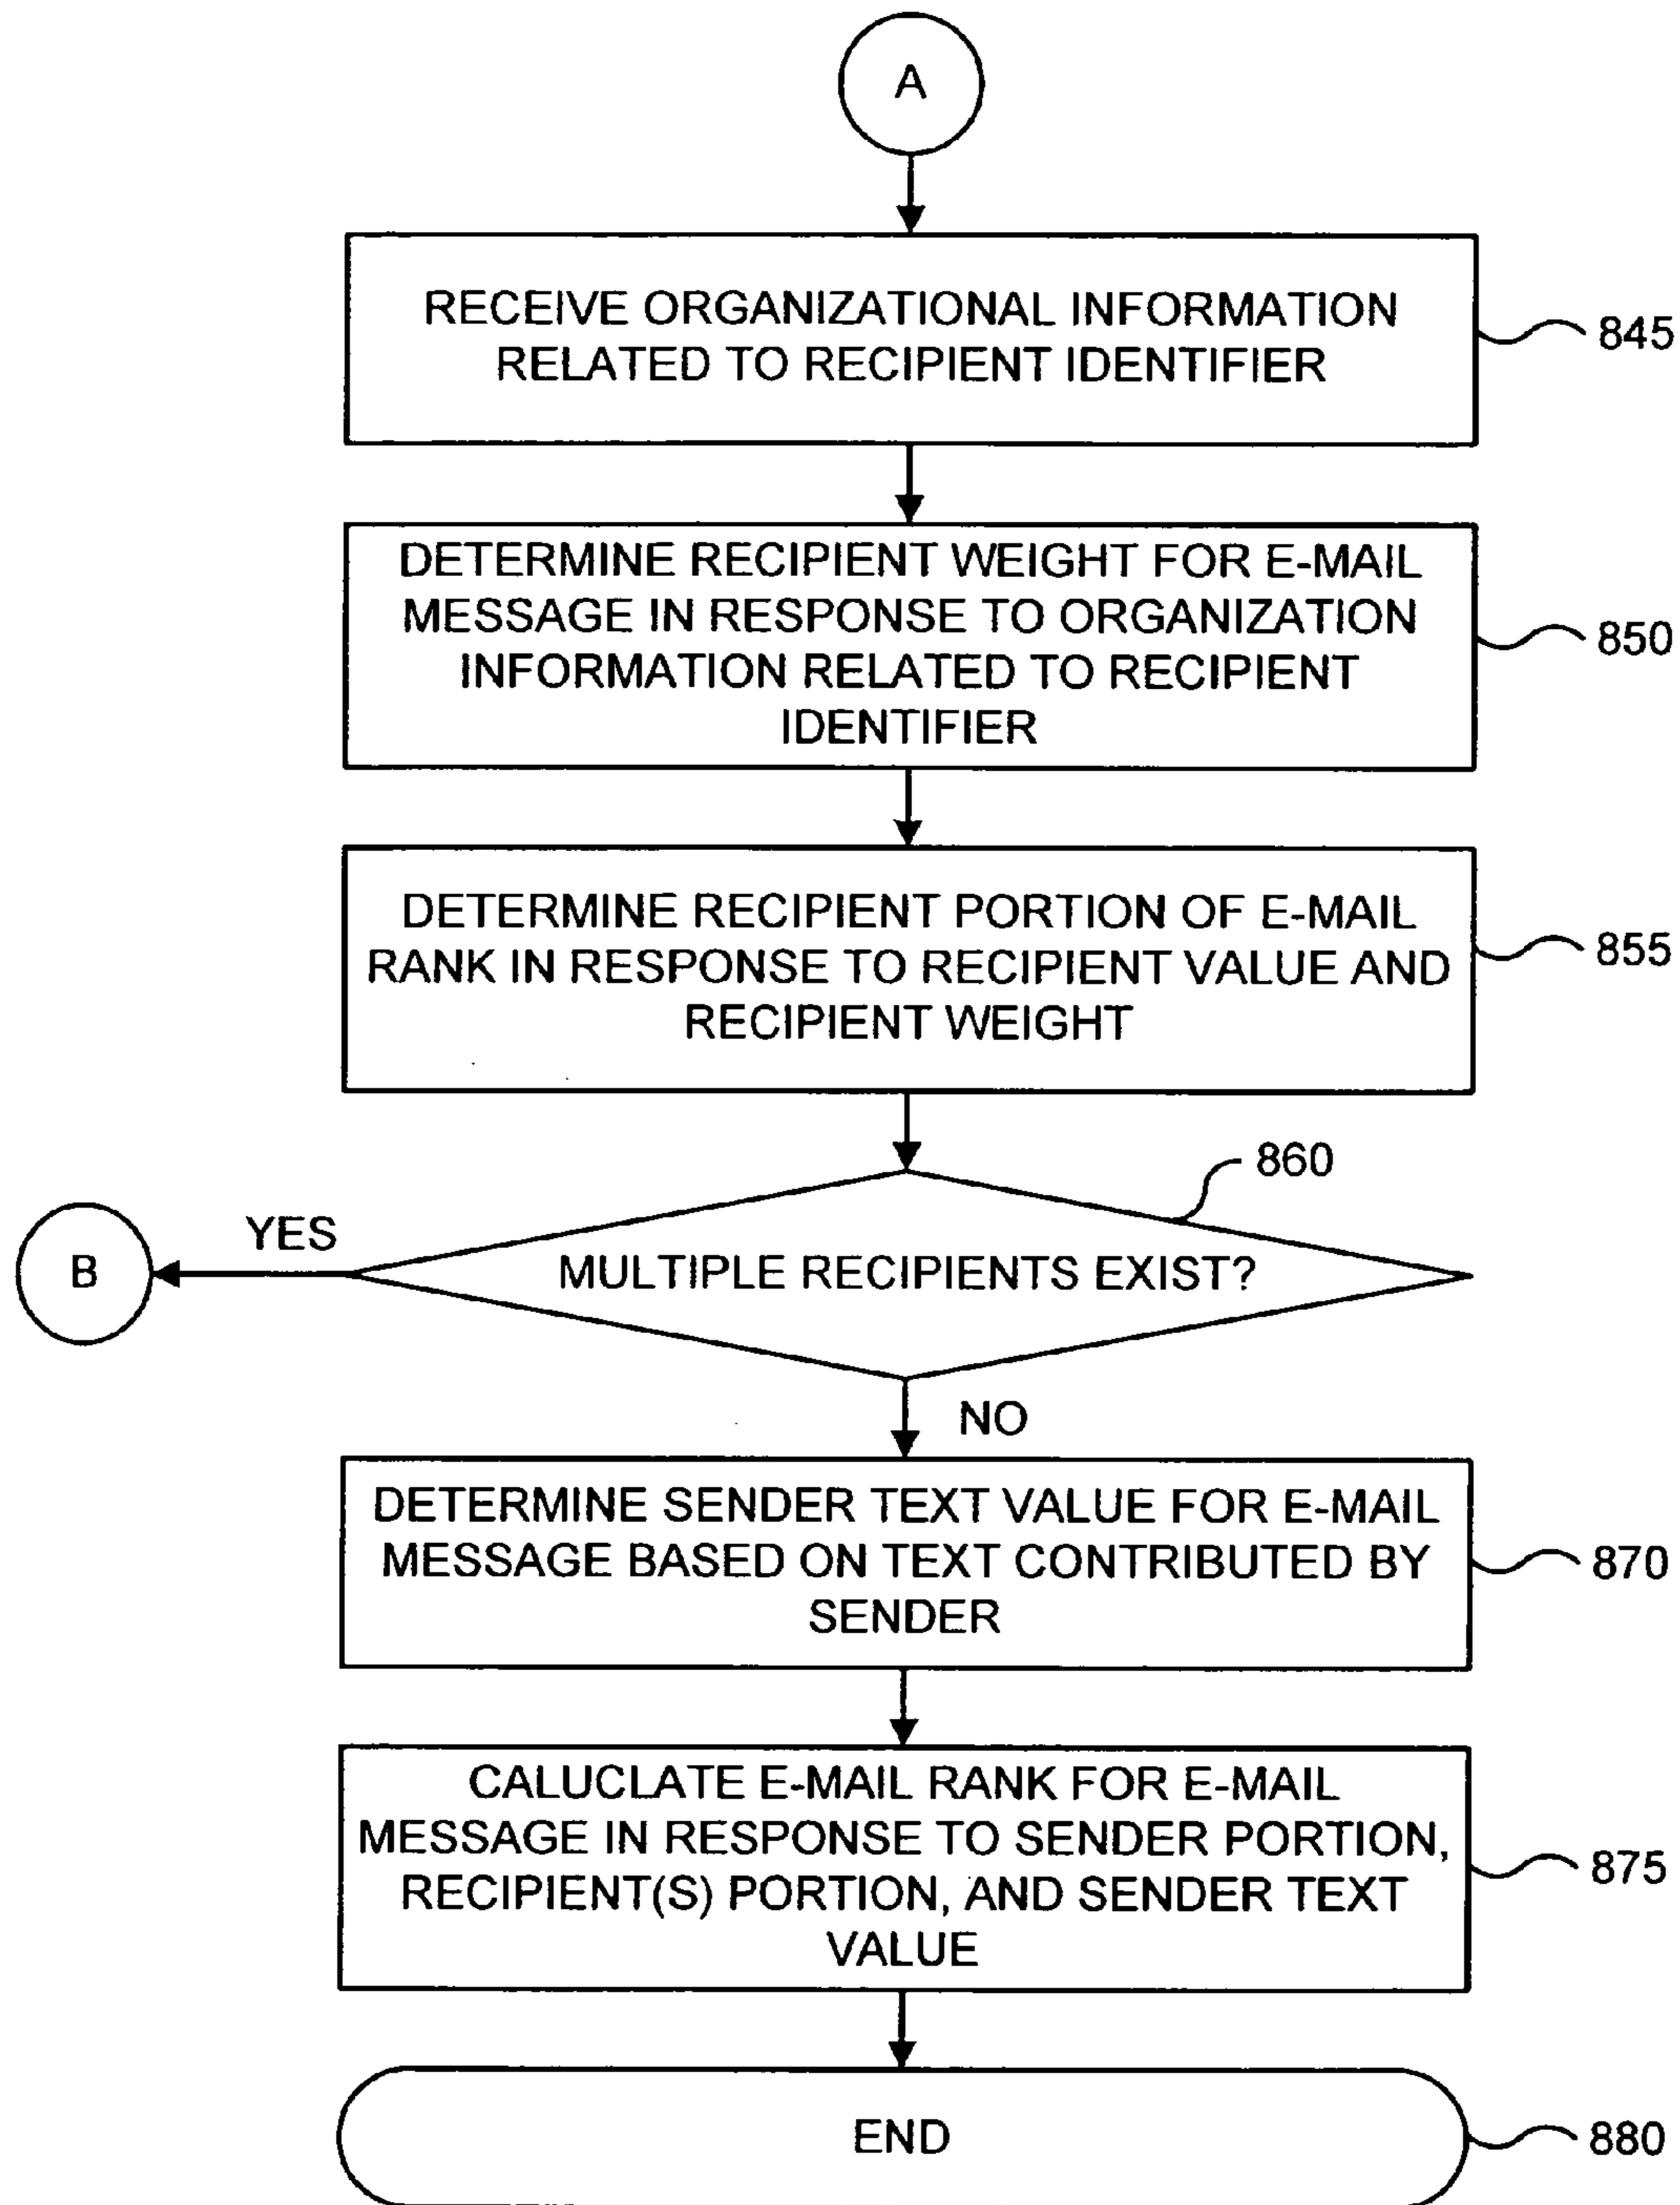 A
RECEIVE ORGANIZATIONAL INFORMATION
RELATED TO RECIPIENT IDENTIFIER
845
DETERMINE RECIPIENT WEIGHT FOR E-MAIL
MESSAGE IN RESPONSE TO ORGANIZATION
INFORMATION RELATED TO RECIPIENT
IDENTIFIER
850
DETERMINE RECIPIENT PORTION OF E-MAIL
RANK IN RESPONSE TO RECIPIENT VALUE AND
RECIPIENT WEIGHT
855
860
B
YES
MULTIPLE RECIPIENTS EXIST?
NO
DETERMINE SENDER TEXT VALUE FOR E-MAIL
MESSAGE BASED ON TEXT CONTRIBUTED BY
SENDER
870
CALUCLATE E-MAIL RANK FOR E-MAIL
MESSAGE IN RESPONSE TO SENDER PORTION,
RECIPIENT(S) PORTION, AND SENDER TEXT
VALUE
875
END
880